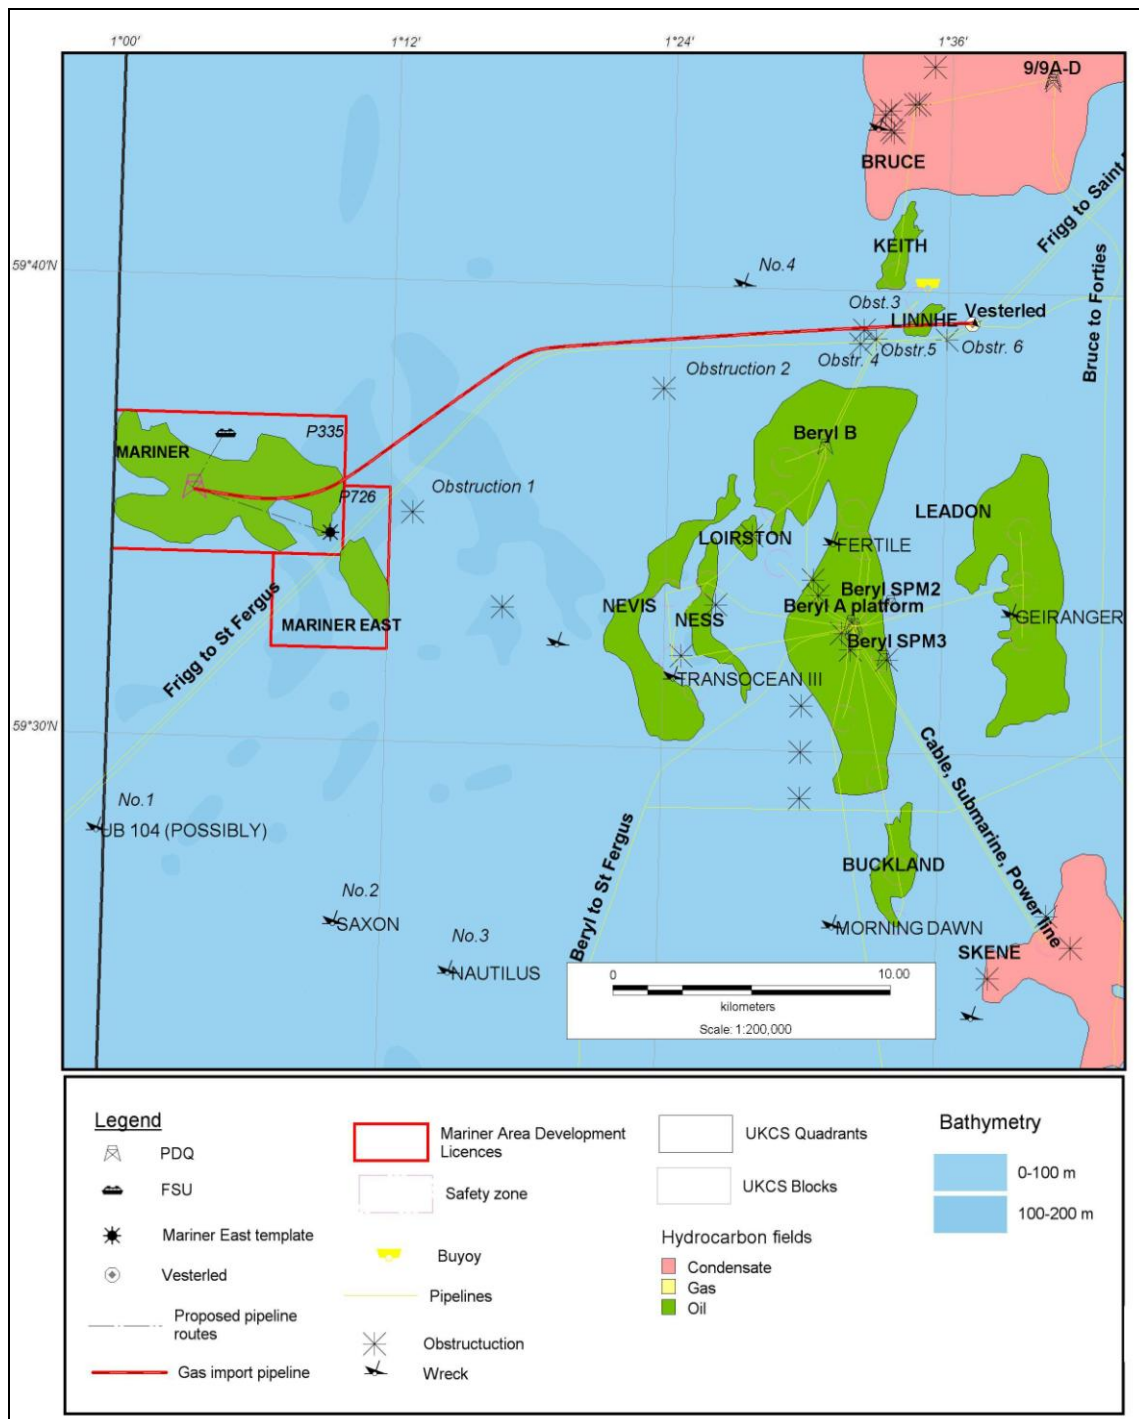 1°00'
1°12'
1°24'
1°36'
9/9A-D
BRUCE
Frigg to Saint
KEITH
59°40'N
No.4
Obst.3
LINNHE
Vesterled
Bruce to Forties
Obstr. 4
Obstr.5
Obstr. 6
Obstruction 2
P335
MARINER
Beryl B
P726
Obstruction 1
LEADON
LOIRSTON
FERTILE
Beryl SPM2
NEVIS
Beryl A platform
GEIRANGER
NESS
MARINER EAST
Beryl SPM3
Frigg to St Fergus
TRANSOCEAN III
59°30'N
Cable, Submarine, Power line
No.1
UB 104 (POSSIBLY)
Beryl to St Fergus
BUCKLAND
No.2
SAXON
MORNING DAWN
No.3
NAUTILUS
SKENE
0
10.00
kilometers
Scale: 1:200,000
Legend
PDQ
FSU
Mariner East template
Vesterled
Proposed pipeline
routes
Gas import pipeline
Mariner Area Development
Licences
Safety zone
Buyoy
Pipelines
Obstructuction
Wreck
UKCS Quadrants
UKCS Blocks
Hydrocarbon fields
Condensate
Gas
Oil
Bathymetry
0-100 m
100-200 m